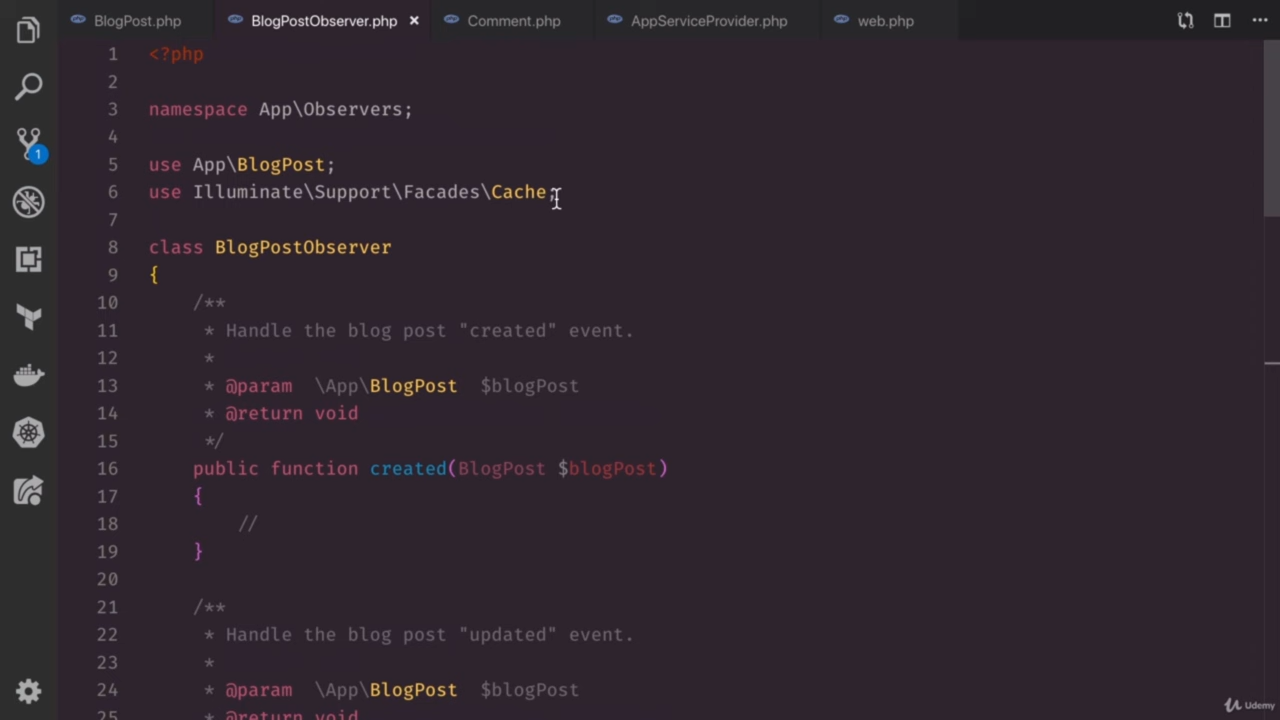 BlogPost.php BlogPostObserver.php × Comment.php AppServiceProvider.php web.php
1 <?php
2
3 namespace App\Observers;
4
5 use App\BlogPost;
6 use Illuminate\Support\Facades\Cache;
7
8 class BlogPostObserver
9 {
10 /**
11 * Handle the blog post "created" event.
12 *
13 * @param  \App\BlogPost  $blogPost
14 * @return void
15 */
16 public function created(BlogPost $blogPost)
17 {
18 //
19 }
20
21 /**
22 * Handle the blog post "updated" event.
23 *
24 * @param  \App\BlogPost  $blogPost
25 * @return void
1
Udemy